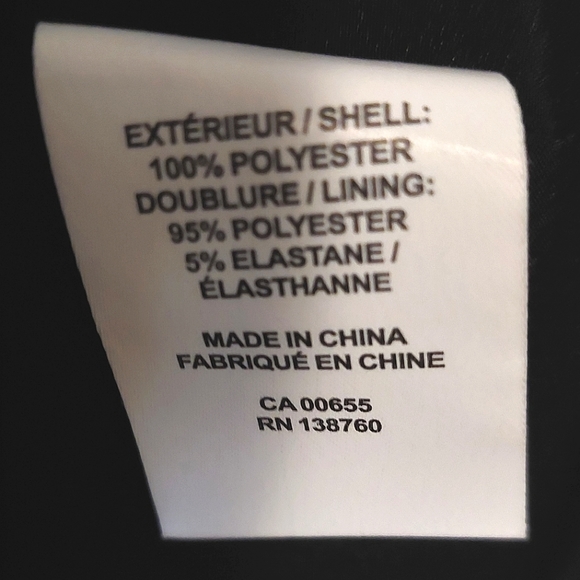 EXTÉRIEUR / SHELL:
100% POLYESTER
DOUBLURE / LINING:
95% POLYESTER
5% ELASTANE /
ÉLASTHANNE
MADE IN CHINA
FABRIQUÉ EN CHINE
CA 00655
RN 138760